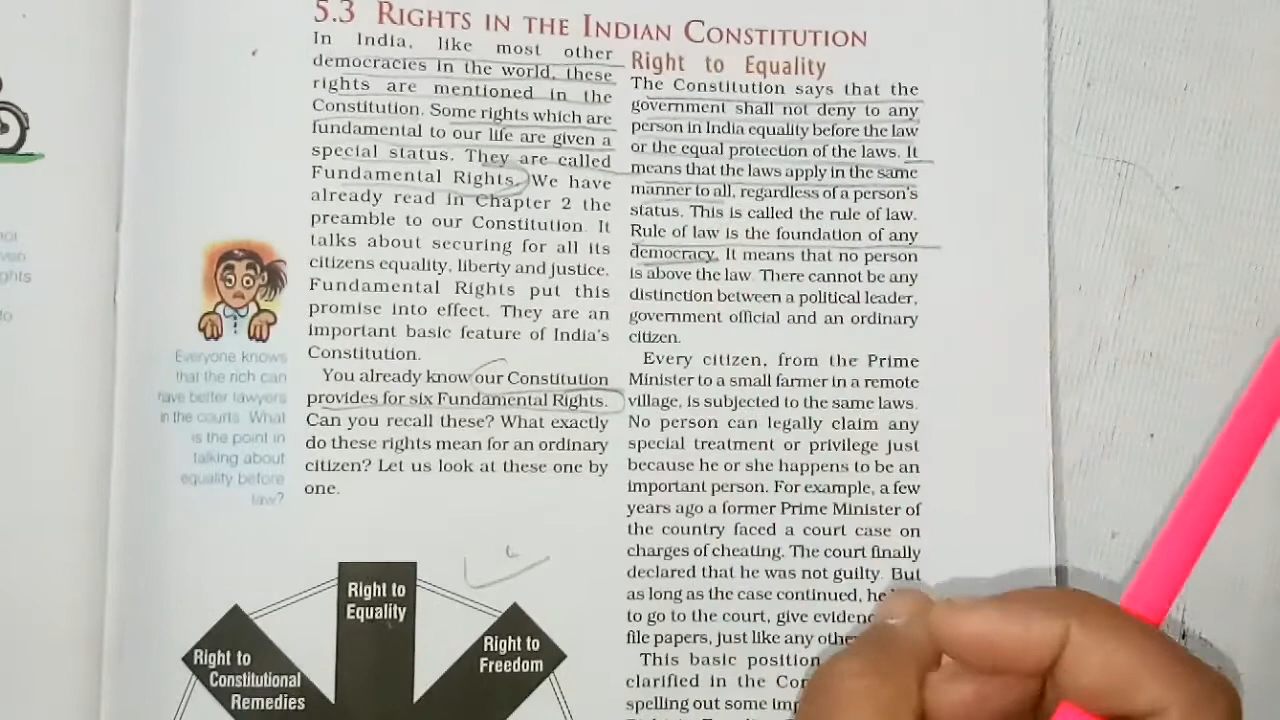 5.3 RIGHTS IN THE INDIAN CONSTITUTION
In India, like most other
democracies in the world, these
rights are mentioned in the
Constitution. Some rights which are
fundamental to our life are given a
special status. They are called
Fundamental Rights. We have
already read in Chapter 2 the
preamble to our Constitution. It
talks about securing for all its
citizens equality, liberty and justice.
Fundamental Rights put this
promise into effect. They are an
important basic feature of India's
Constitution.
You already know our Constitution
provides for six Fundamental Rights.
Can you recall these? What exactly
do these rights mean for an ordinary
citizen? Let us look at these one by
one.
Right to
Equality
Right to
Freedom
Right to
Constitutional
Remedies
Everyone knows
that the rich can
have better lawyers
in the courts. What
is the point in
talking about
equality before
law?
Right to Equality
The Constitution says that the
government shall not deny to any
person in India equality before the law
or the equal protection of the laws. It
means that the laws apply in the same
manner to all, regardless of a person's
status. This is called the rule of law.
Rule of law is the foundation of any
democracy. It means that no person
is above the law. There cannot be any
distinction between a political leader,
government official and an ordinary
citizen.
Every citizen, from the Prime
Minister to a small farmer in a remote
village, is subjected to the same laws.
No person can legally claim any
special treatment or privilege just
because he or she happens to be an
important person. For example, a few
years ago a former Prime Minister of
the country faced a court case on
charges of cheating. The court finally
declared that he was not guilty. But
as long as the case continued, he
to go to the court, give
file papers, just like any
This basic position
clarified in the
spelling out some